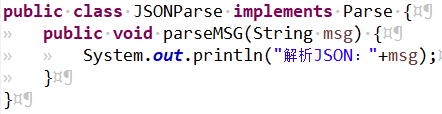 public class JSONParse implements Parse {
    public void parseMSG(String msg) {
        System.out.println("解析JSON："+msg);
    }
}